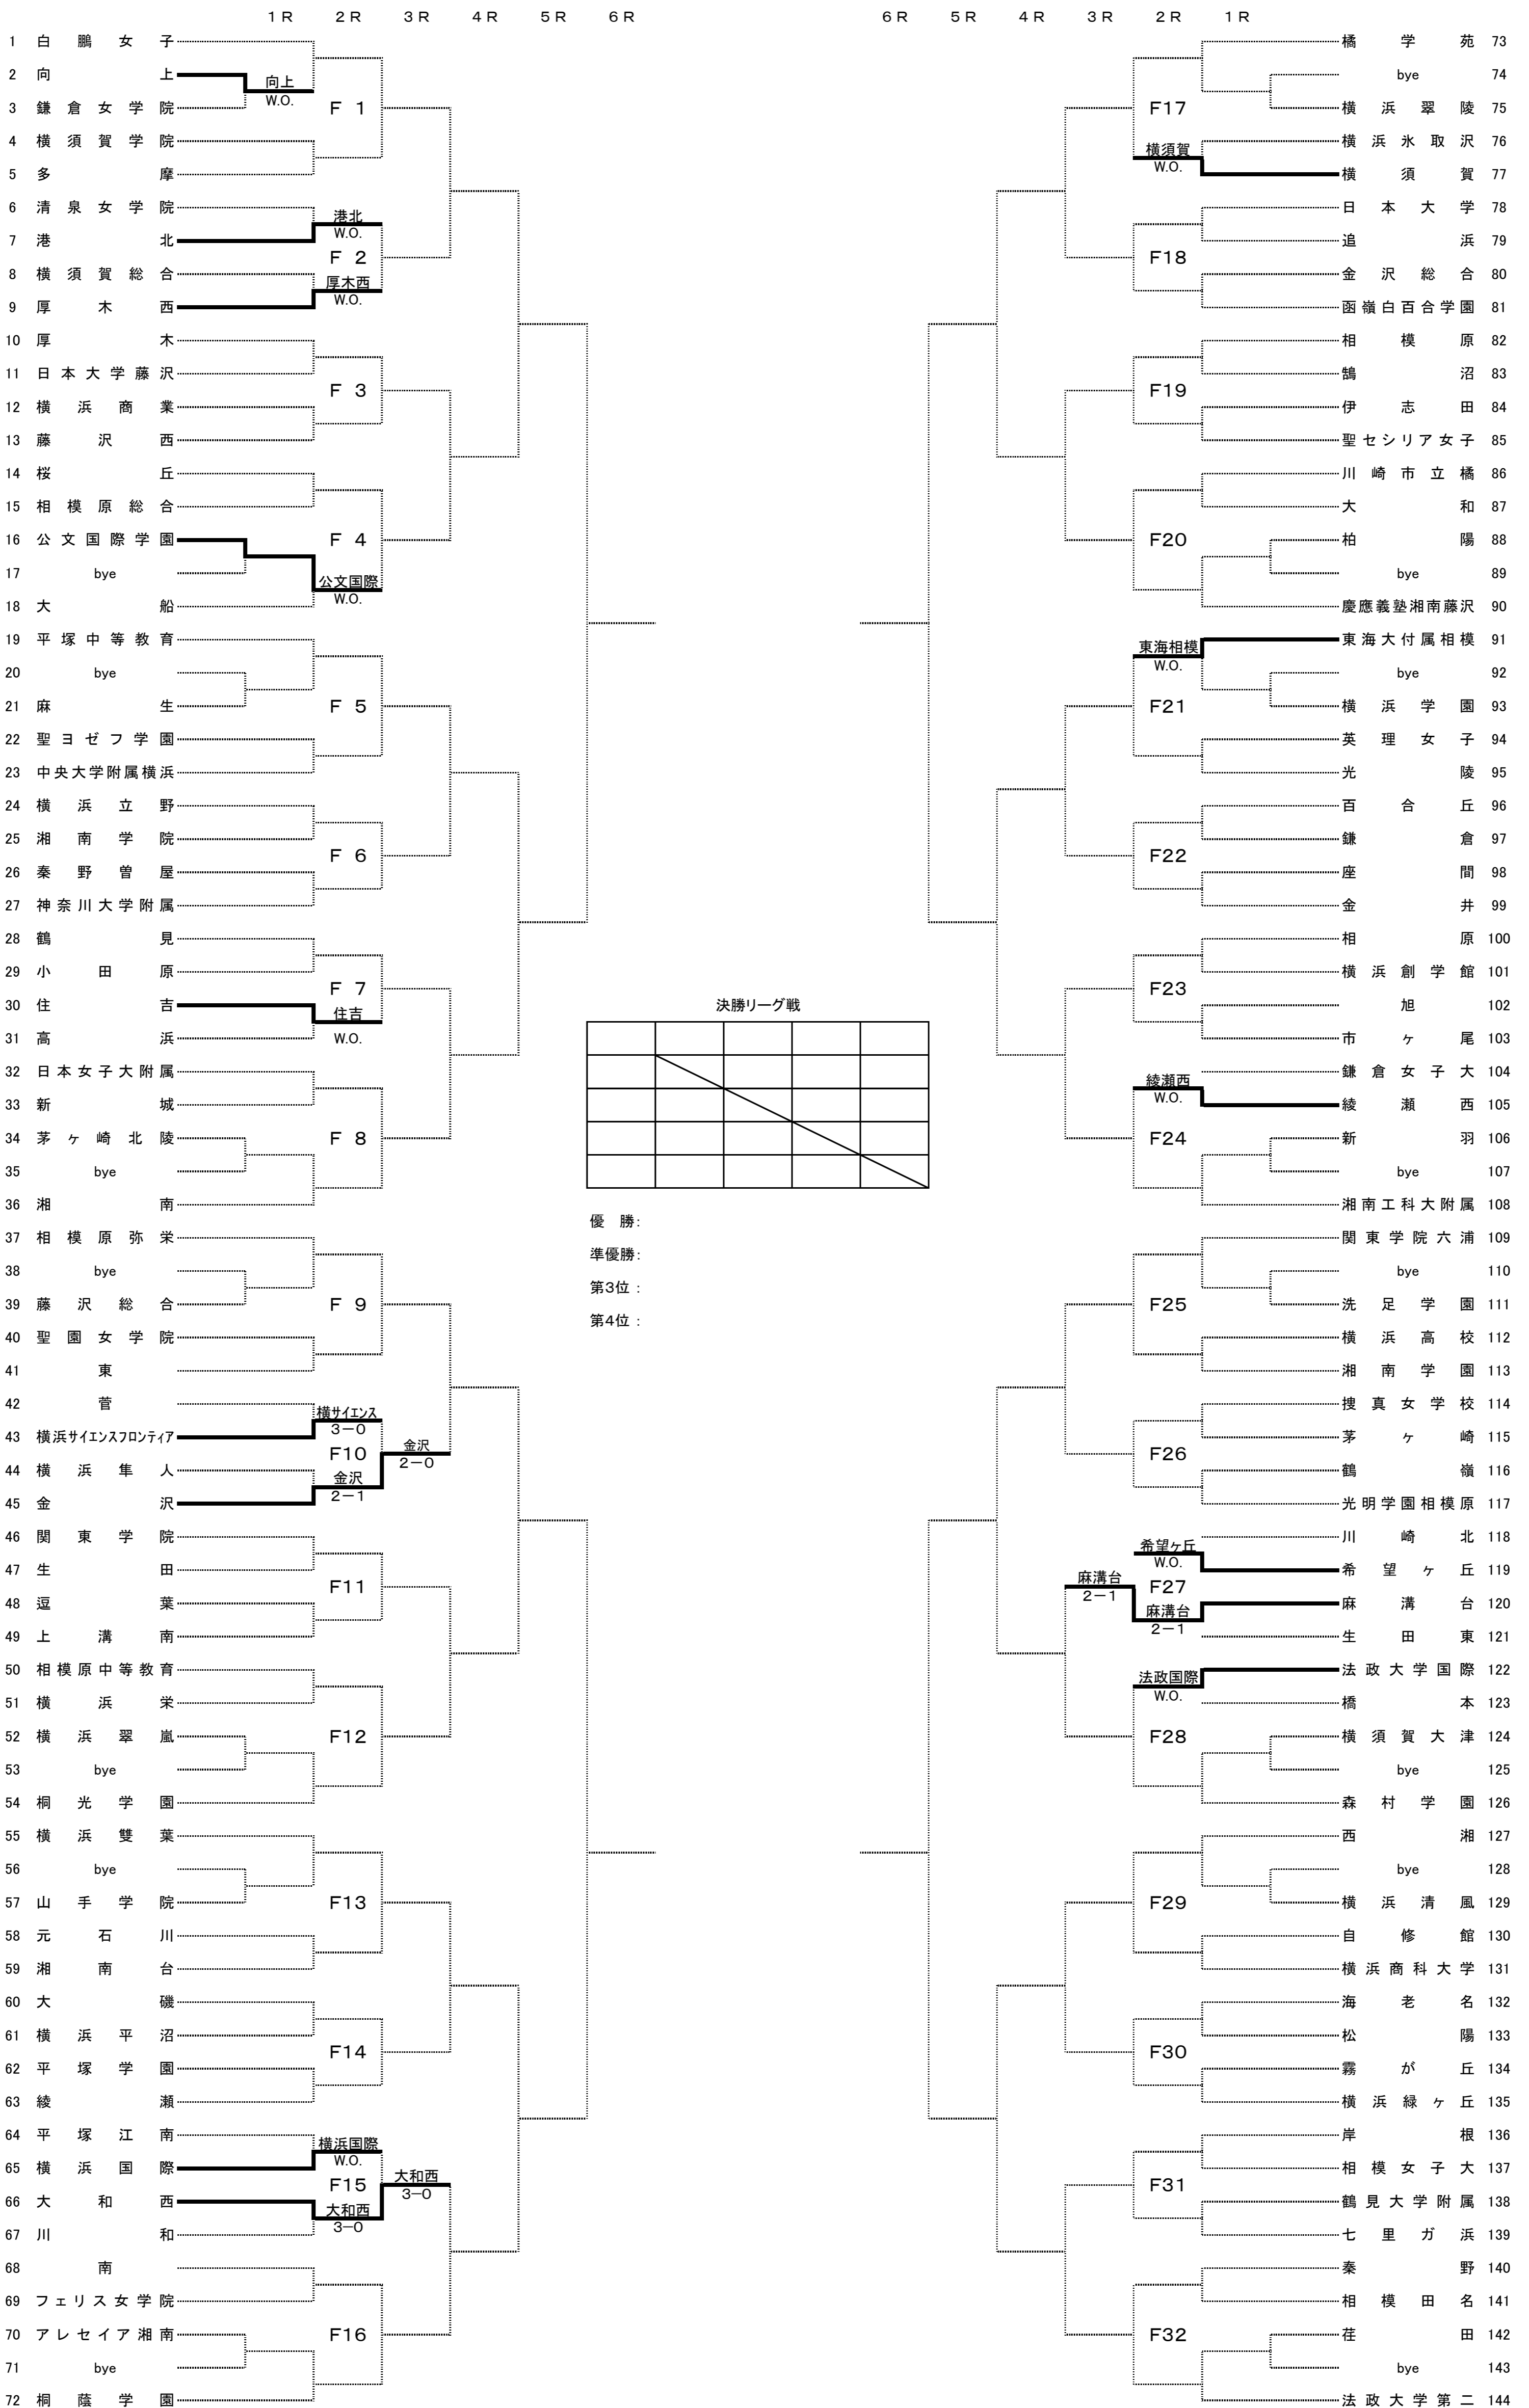 1R 2R 3R 4R 5R 6R 6R 5R 4R 3R 2R 1R
1 白鵬女子
2 向上
向上
W.O.
3 鎌倉女学院
F 1
4 横須賀学院
5 多摩
6 清泉女学院
港北
W.O.
7 港北
F 2
8 横須賀総合
厚木西
W.O.
9 厚木西
10 厚木
11 日本大学藤沢
F 3
12 横浜商業
13 藤沢西
14 桜丘
15 相模原総合
16 公文国際学園
F 4
17 bye
公文国際
W.O.
18 大船
19 平塚中等教育
20 bye
21 麻生
F 5
22 聖ヨゼフ学園
23 中央大学附属横浜
24 横浜立野
25 湘南学院
F 6
26 秦野曽屋
27 神奈川大学附属
28 鶴見
29 小田原
F 7
30 住吉
住吉
W.O.
31 高浜
32 日本女子大附属
33 新城
34 茅ヶ崎北陵
F 8
35 bye
36 湘南
37 相模原弥栄
38 bye
39 藤沢総合
F 9
40 聖園女学院
41 東
42 菅
横サイエンス
3-0
43 横浜サイエンスフロンティア
F10
金沢
2-0
44 横浜隼人
金沢
2-1
45 金沢
46 関東学院
47 生田
F11
48 逗葉
49 上溝南
50 相模原中等教育
51 横浜栄
52 横浜翠嵐
F12
53 bye
54 桐光学園
55 横浜雙葉
56 bye
57 山手学院
F13
58 元石川
59 湘南台
60 大磯
61 横浜平沼
F14
62 平塚学園
63 綾瀬
64 平塚江南
横浜国際
W.O.
65 横浜国際
F15
大和西
3-0
66 大和西
大和西
3-0
67 川和
68 南
69 フェリス女学院
70 アレセイア湘南
F16
71 bye
72 桐蔭学園
決勝リーグ戦
優 勝:
準優勝:
第3位 :
第4位 :
橘学苑 73
bye 74
F17
横浜翠陵 75
横浜氷取沢 76
横須賀
W.O.
横須賀 77
日本大学 78
追浜 79
F18
金沢総合 80
函嶺白百合学園 81
相模原 82
鵠沼 83
F19
伊志田 84
聖セシリア女子 85
川崎市立橘 86
大和 87
F20
柏陽 88
bye 89
慶應義塾湘南藤沢 90
東海相模
W.O.
東海大付属相模 91
bye 92
F21
横浜学園 93
英理女子 94
光陵 95
百合丘 96
鎌倉 97
F22
座間 98
金井 99
相原 100
横浜創学館 101
F23
旭 102
市ヶ尾 103
鎌倉女子大 104
綾瀬西
W.O.
綾瀬西 105
F24
新羽 106
bye 107
湘南工科大附属 108
関東学院六浦 109
bye 110
F25
洗足学園 111
横浜高校 112
湘南学園 113
捜真女学校 114
茅ヶ崎 115
F26
鶴嶺 116
光明学園相模原 117
川崎北 118
希望ヶ丘
W.O.
希望ヶ丘 119
麻溝台
2-1
F27
麻溝台 120
麻溝台
2-1
生田東 121
法政国際
W.O.
法政大学国際 122
橋本 123
F28
横須賀大津 124
bye 125
森村学園 126
西湘 127
bye 128
F29
横浜清風 129
自修館 130
横浜商科大学 131
海老名 132
松陽 133
F30
霧が丘 134
横浜緑ヶ丘 135
岸根 136
相模女子大 137
F31
鶴見大学附属 138
七里ガ浜 139
秦野 140
相模田名 141
F32
荏田 142
bye 143
法政大学第二 144